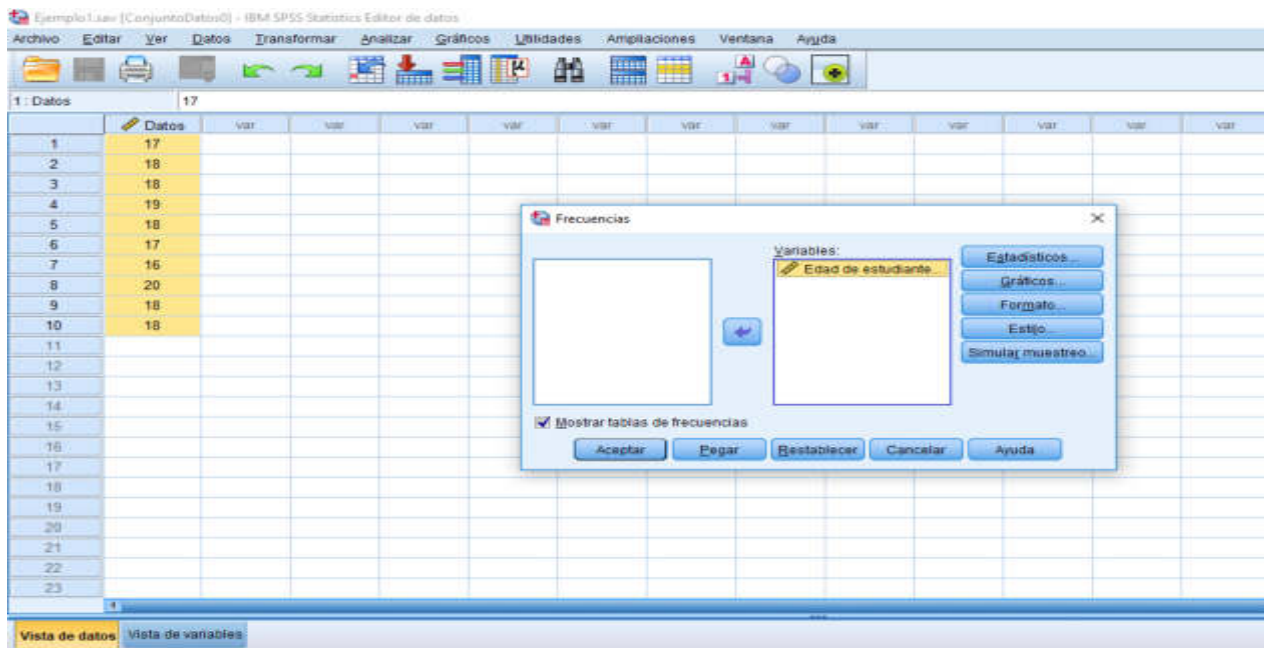 Ejemplo1.sav [ConjuntoDatos0] - IBM SPSS Statistics Editor de datos
Archivo Editar Ver Datos Transformar Analizar Gráficos Utilidades Ampliaciones Ventana Ayuda
1 : Datos 17
Datos var var var var var var var var var var var var
1 17
2 18
3 18
4 19
5 18
6 17
7 16
8 20
9 18
10 18
11
12
13
14
15
16
17
18
19
20
21
22
23
Frecuencias
Variables:
Edad de estudiante...
Estadísticos...
Gráficos...
Formato...
Estilo...
Simular muestreo...
Mostrar tablas de frecuencias
Aceptar Pegar Restablecer Cancelar Ayuda
Vista de datos Vista de variables